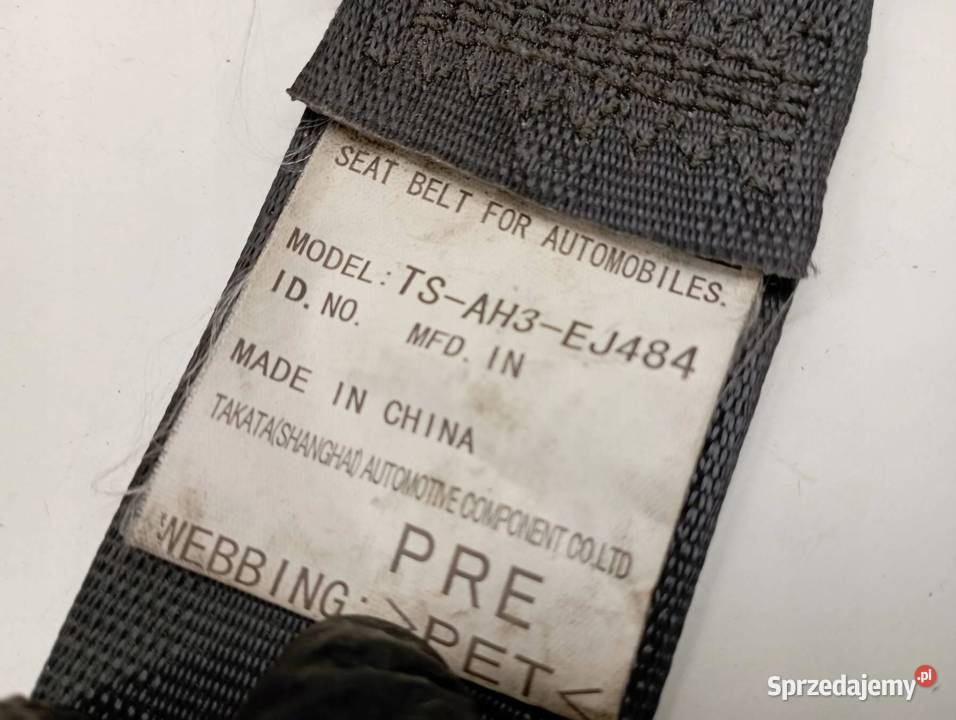 SEAT BELT FOR AUTOMOBILES.
MODEL: TS-AH3-EJ484
ID. NO. MFD. IN
MADE IN CHINA
TAKATA(SHANGHAI) AUTOMOTIVE COMPONENT CO.,LTD
PRE
WEBBING: >PET<
Sprzedajemy.pl